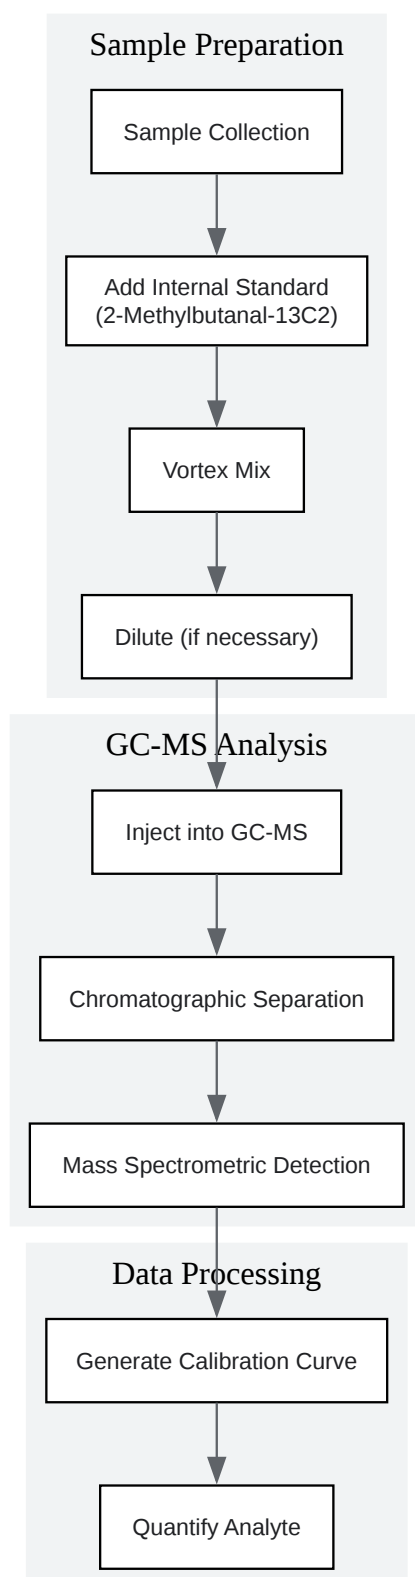 Sample Preparation
Sample Collection
Add Internal Standard
(2-Methylbutanal-13C2)
Vortex Mix
Dilute (if necessary)
GC-MS Analysis
Inject into GC-MS
Chromatographic Separation
Mass Spectrometric Detection
Data Processing
Generate Calibration Curve
Quantify Analyte